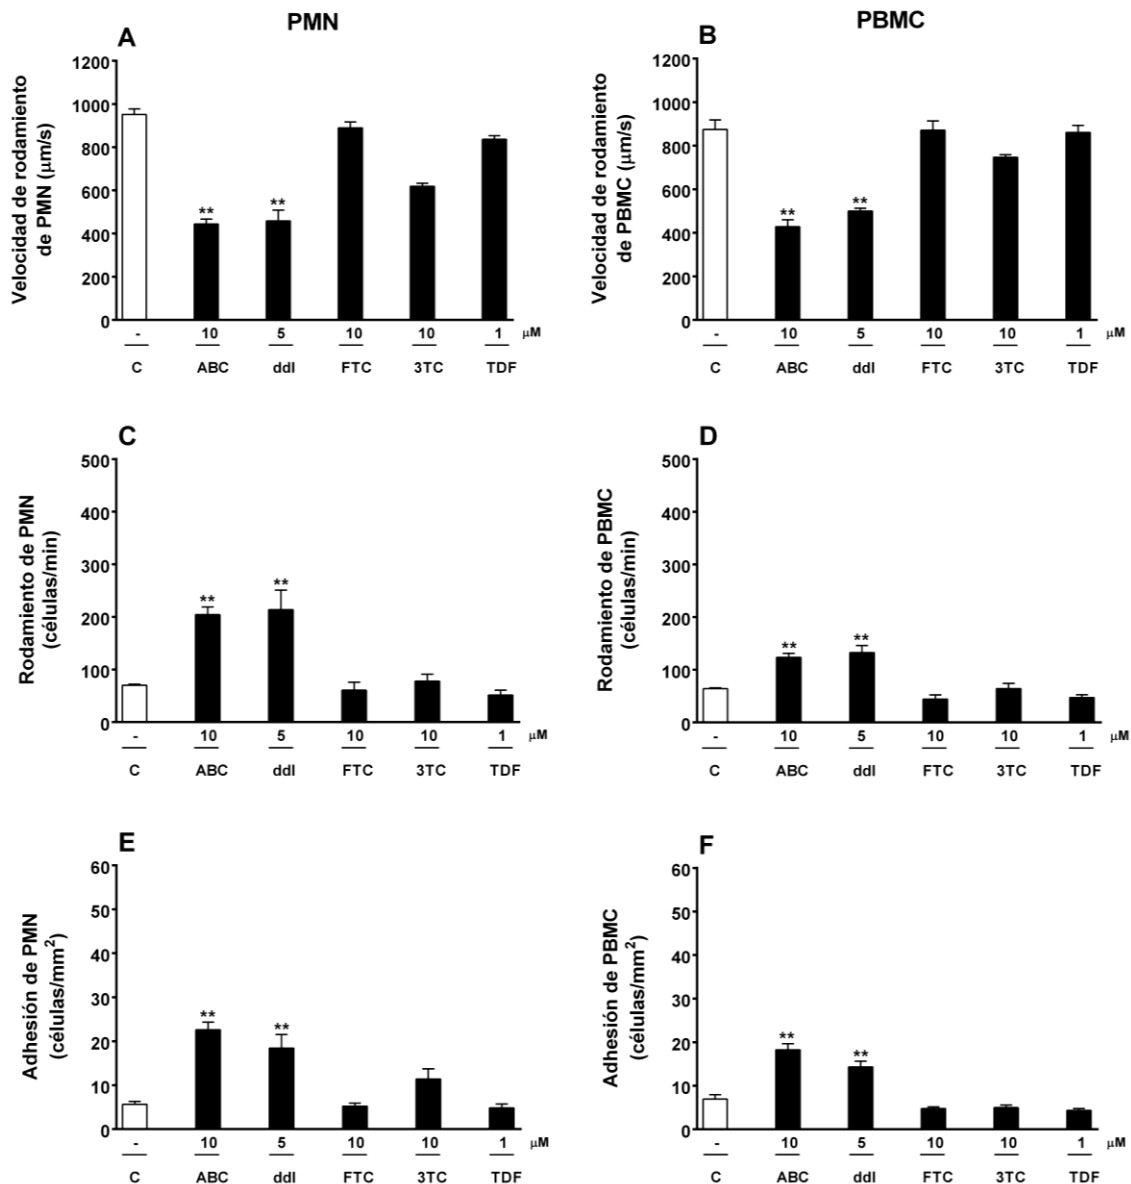 PMN
PBMC
A
Velocidad de rodamiento
de PMN (μm/s)
1200
1000
800
600
400
200
0
** **
- 10 5 10 10 1 μM
C ABC ddI FTC 3TC TDF
B
Velocidad de rodamiento
de PBMC (μm/s)
1200
1000
800
600
400
200
0
** **
- 10 5 10 10 1 μM
C ABC ddI FTC 3TC TDF
C
Rodamiento de PMN
(células/min)
500
400
300
200
100
0
** **
- 10 5 10 10 1 μM
C ABC ddI FTC 3TC TDF
D
Rodamiento de PBMC
(células/min)
500
400
300
200
100
0
** **
- 10 5 10 10 1 μM
C ABC ddI FTC 3TC TDF
E
Adhesión de PMN
(células/mm²)
60
50
40
30
20
10
0
** **
- 10 5 10 10 1 μM
C ABC ddI FTC 3TC TDF
F
Adhesión de PBMC
(células/mm²)
60
50
40
30
20
10
0
** **
- 10 5 10 10 1 μM
C ABC ddI FTC 3TC TDF